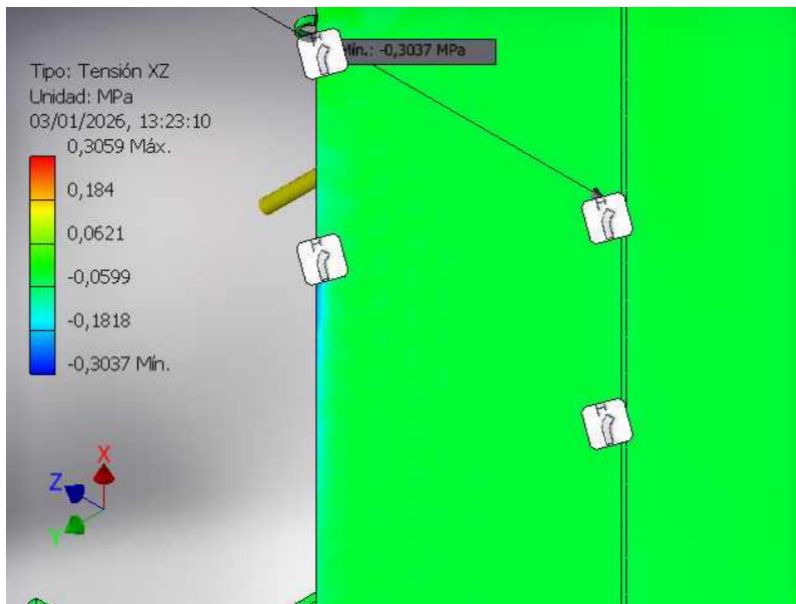 Mín.: -0,3037 MPa
Tipo: Tensión XZ
Unidad: MPa
03/01/2026, 13:23:10
0,3059 Máx.
0,184
0,0621
-0,0599
-0,1818
-0,3037 Mín.
X
Z
Y